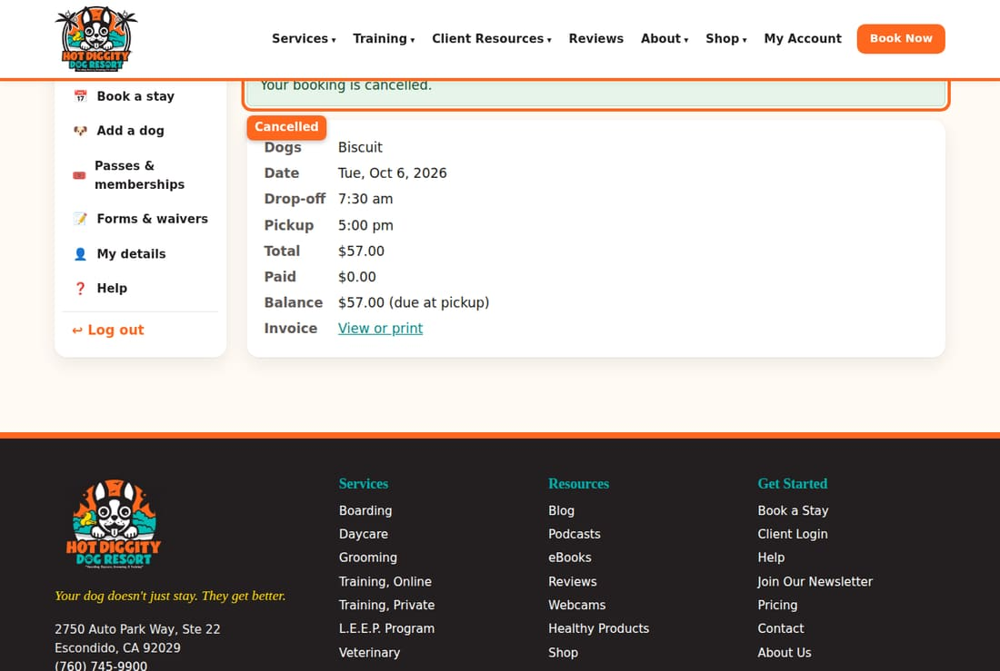 HOT DIGGITY
DOG RESORT
Services ▾ Training ▾ Client Resources ▾ Reviews About ▾ Shop ▾ My Account Book Now
Your booking is cancelled.
Book a stay
Add a dog
Passes &
memberships
Forms & waivers
My details
Help
Log out
Cancelled
Dogs Biscuit
Date Tue, Oct 6, 2026
Drop-off 7:30 am
Pickup 5:00 pm
Total $57.00
Paid $0.00
Balance $57.00 (due at pickup)
Invoice View or print
HOT DIGGITY
DOG RESORT
Your dog doesn't just stay. They get better.
2750 Auto Park Way, Ste 22
Escondido, CA 92029
(760) 745-9900
Services
Boarding
Daycare
Grooming
Training, Online
Training, Private
L.E.E.P. Program
Veterinary
Resources
Blog
Podcasts
eBooks
Reviews
Webcams
Healthy Products
Shop
Get Started
Book a Stay
Client Login
Help
Join Our Newsletter
Pricing
Contact
About Us